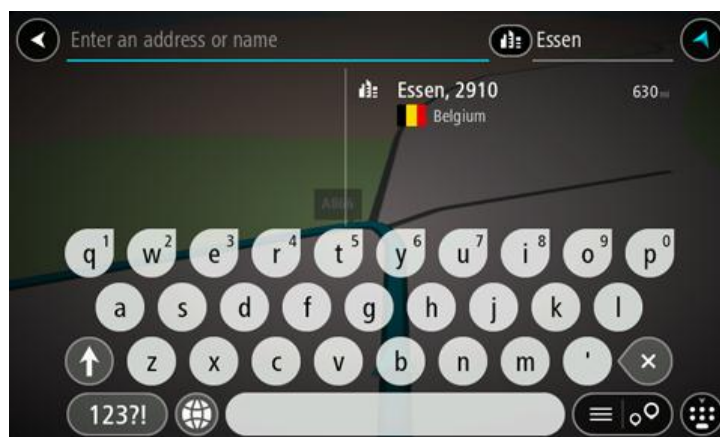 Enter an address or name
Essen
Essen, 2910
630 mi
Belgium
q1 w2 e3 r4 t5 y6 u7 i8 o9 p0
a s d f g h j k l
z x c v b n m '
123?!